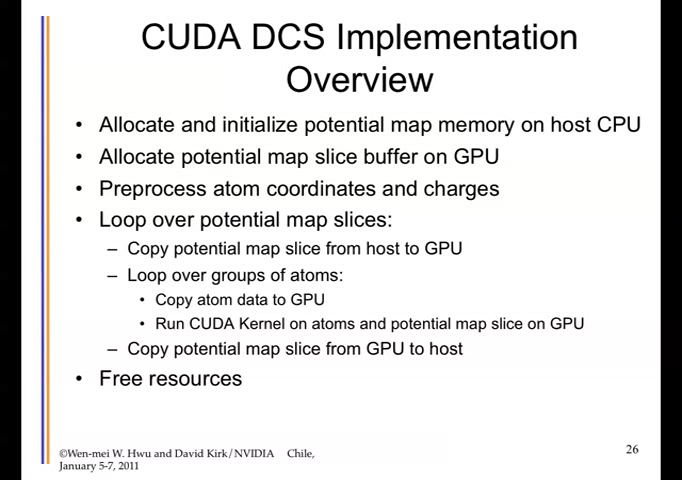 CUDA DCS Implementation
Overview
• Allocate and initialize potential map memory on host CPU
• Allocate potential map slice buffer on GPU
• Preprocess atom coordinates and charges
• Loop over potential map slices:
– Copy potential map slice from host to GPU
– Loop over groups of atoms:
• Copy atom data to GPU
• Run CUDA Kernel on atoms and potential map slice on GPU
– Copy potential map slice from GPU to host
• Free resources
©Wen-mei W. Hwu and David Kirk/NVIDIA Chile,
January 5-7, 2011
26